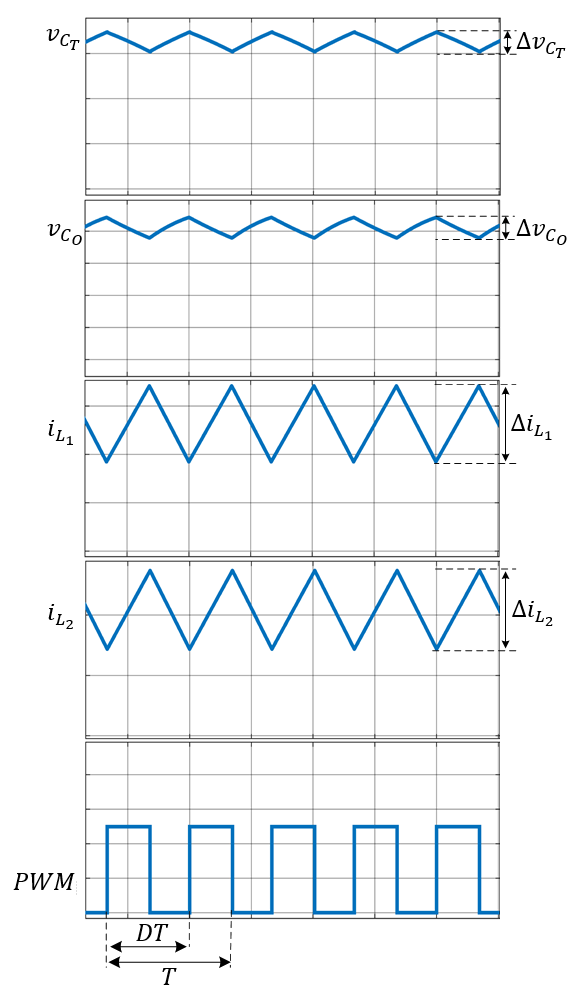 v_{C_T} Δv_{C_T}
v_{C_O} Δv_{C_O}
i_{L_1} Δi_{L_1}
i_{L_2} Δi_{L_2}
PWM
DT
T